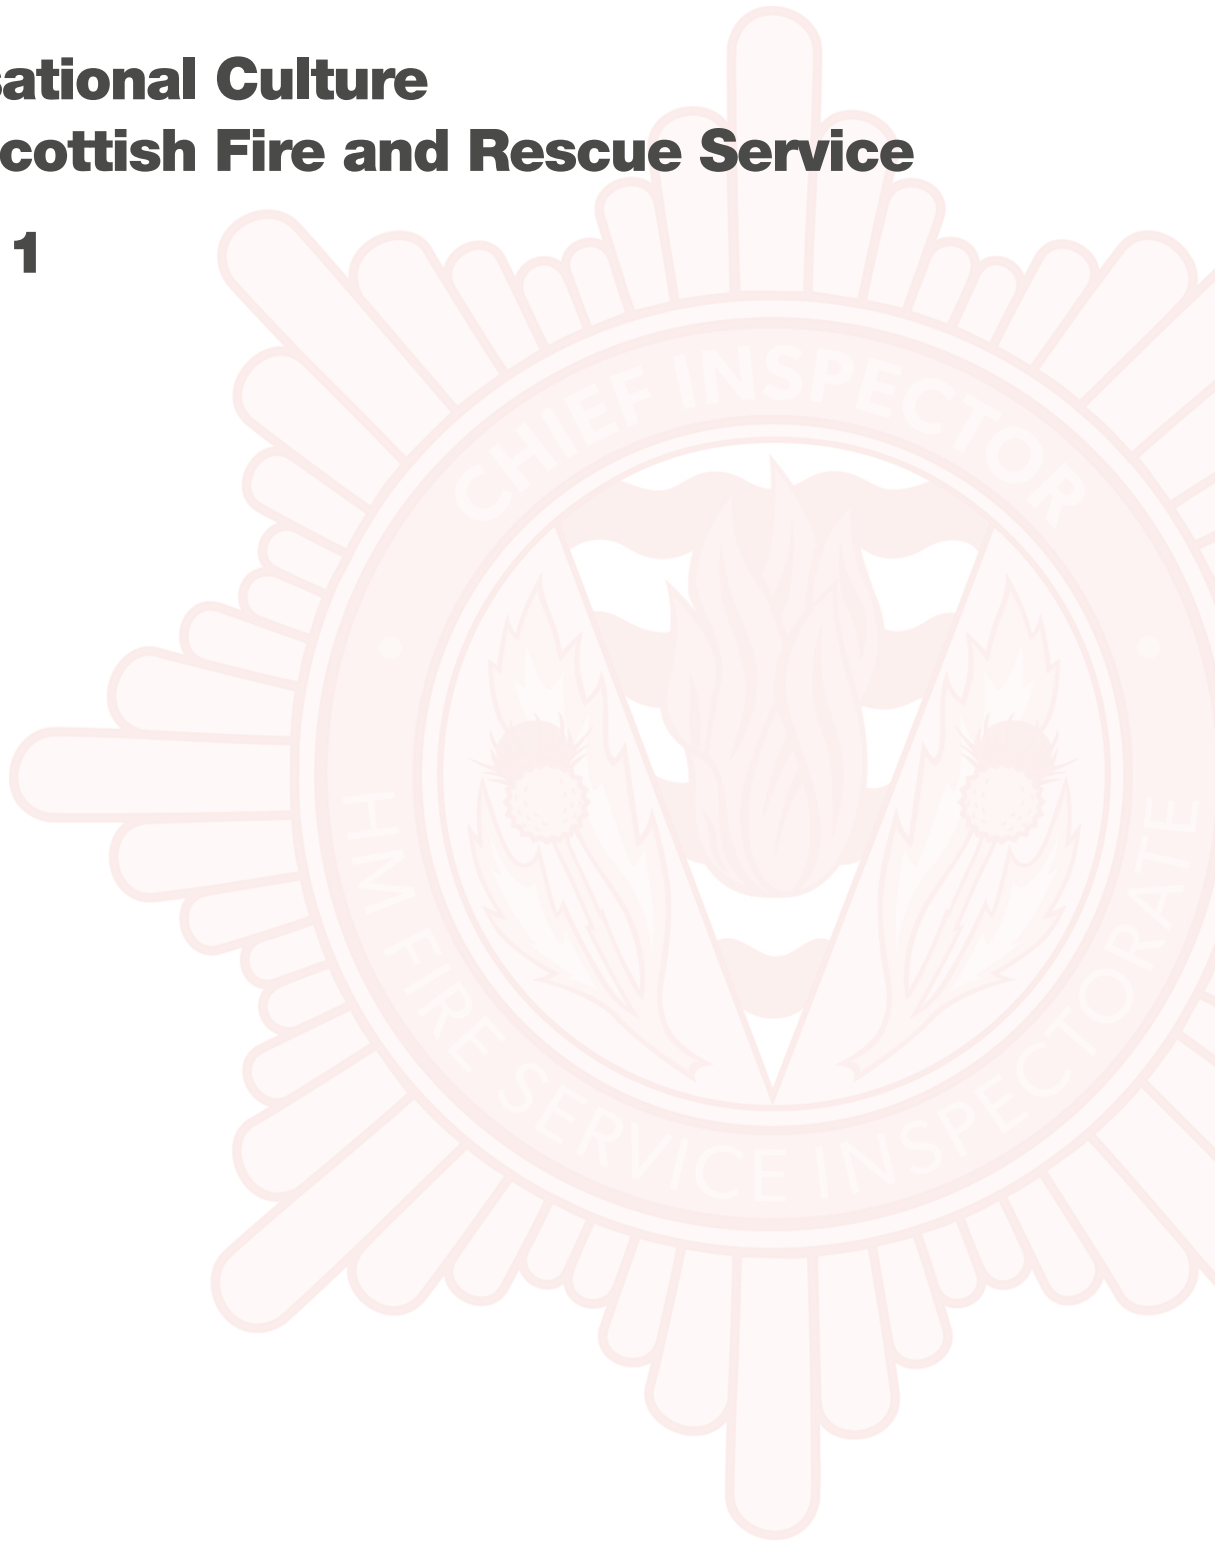 sational Culture
cottish Fire and Rescue Service
1
CHIEF INSPECTOR
HM FIRE SERVICE INSPECTORATE